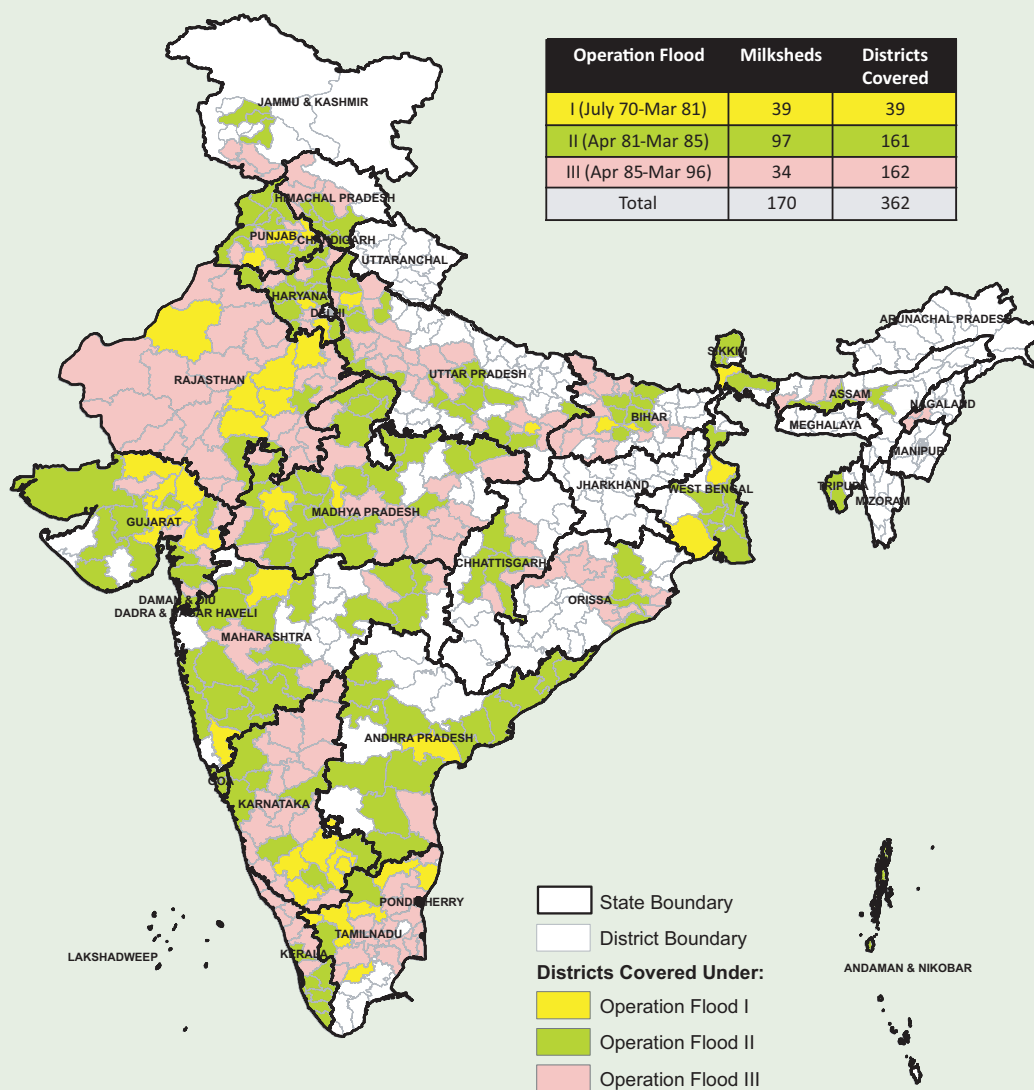 Operation Flood Milksheds Districts Covered
I (July 70-Mar 81) 39 39
II (Apr 81-Mar 85) 97 161
III (Apr 85-Mar 96) 34 162
Total 170 362
JAMMU & KASHMIR
HIMACHAL PRADESH
PUNJAB
CHANDIGARH
UTTARANCHAL
HARYANA
DELHI
ARUNACHAL PRADESH
SIKKIM
RAJASTHAN
UTTAR PRADESH
ASSAM
NAGALAND
BIHAR
MEGHALAYA
MANIPUR
JHARKHAND
WEST BENGAL
TRIPURA
MIZORAM
GUJARAT
MADHYA PRADESH
CHHATTISGARH
DAMAN & DIU
DADRA & NAGAR HAVELI
ORISSA
MAHARASHTRA
ANDHRA PRADESH
GOA
KARNATAKA
PONDICHERRY
TAMILNADU
KERALA
LAKSHADWEEP
ANDAMAN & NIKOBAR
State Boundary
District Boundary
Districts Covered Under:
Operation Flood I
Operation Flood II
Operation Flood III